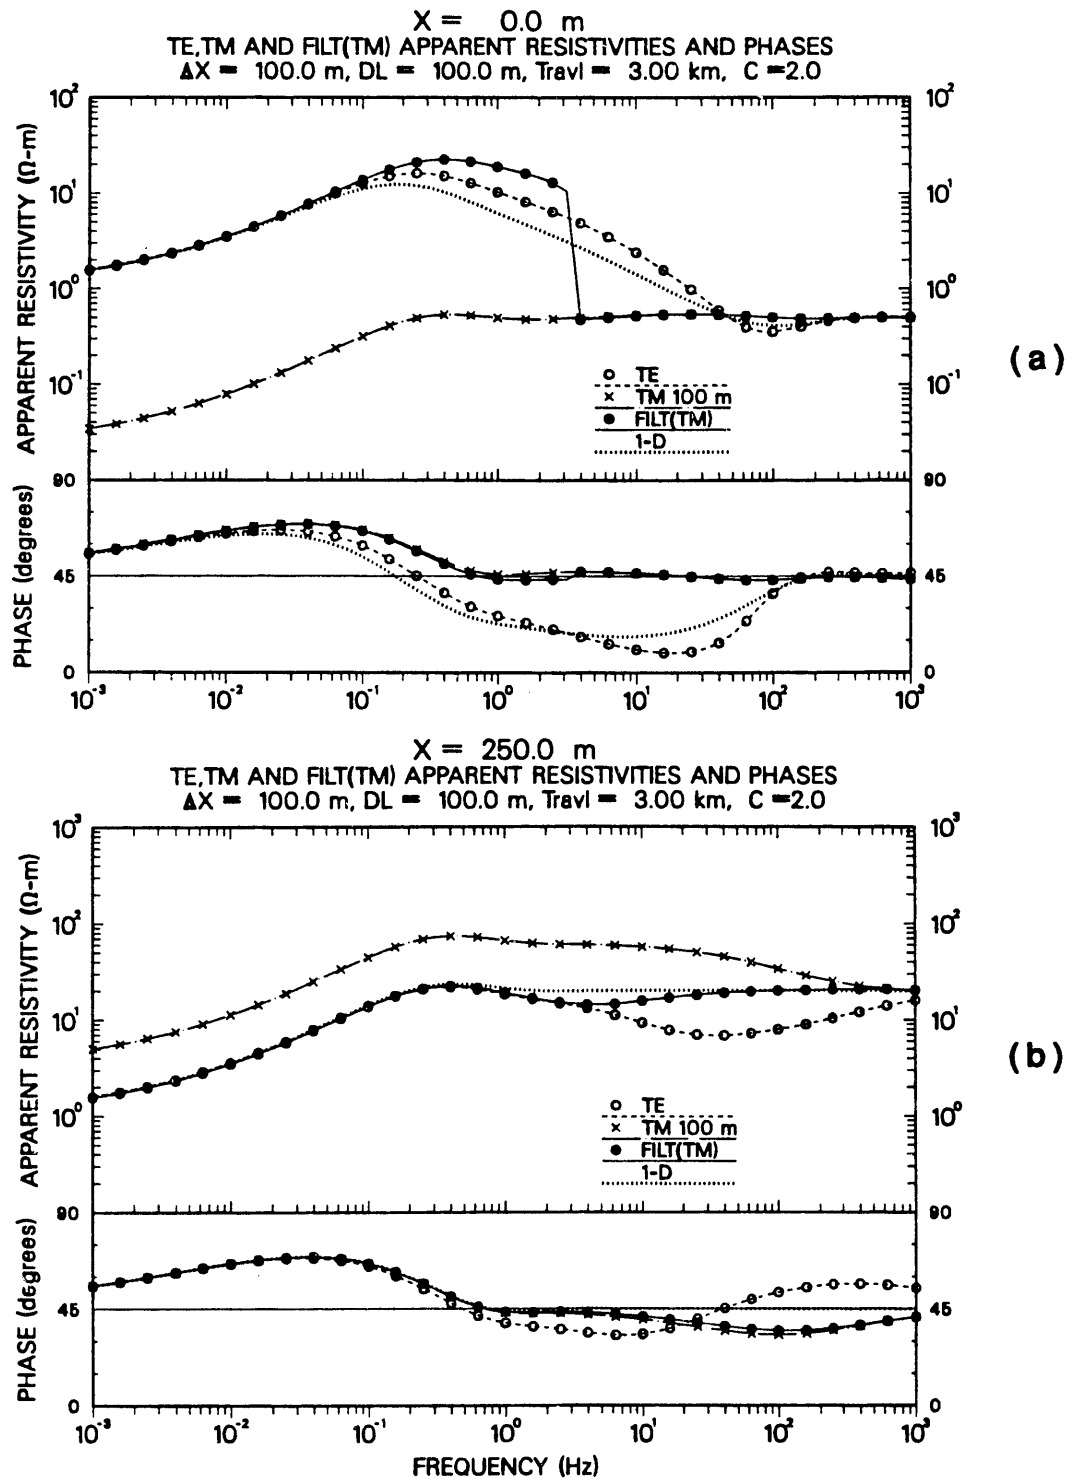 X = 0.0 m
TE,TM AND FILT(TM) APPARENT RESISTIVITIES AND PHASES
ΔX = 100.0 m, DL = 100.0 m, Travl = 3.00 km, C =2.0
APPARENT RESISTIVITY (Ω-m)
10² 10²
10¹ 10¹
10⁰ 10⁰
10⁻¹ 10⁻¹
TE
TM 100 m
FILT(TM)
1-D
(a)
PHASE (degrees)
90 90
45 45
0 0
10⁻³ 10⁻² 10⁻¹ 10⁰ 10¹ 10² 10³
X = 250.0 m
TE,TM AND FILT(TM) APPARENT RESISTIVITIES AND PHASES
ΔX = 100.0 m, DL = 100.0 m, Travl = 3.00 km, C =2.0
APPARENT RESISTIVITY (Ω-m)
10³ 10³
10² 10²
10¹ 10¹
10⁰ 10⁰
TE
TM 100 m
FILT(TM)
1-D
(b)
PHASE (degrees)
90 90
45 45
0 0
10⁻³ 10⁻² 10⁻¹ 10⁰ 10¹ 10² 10³
FREQUENCY (Hz)